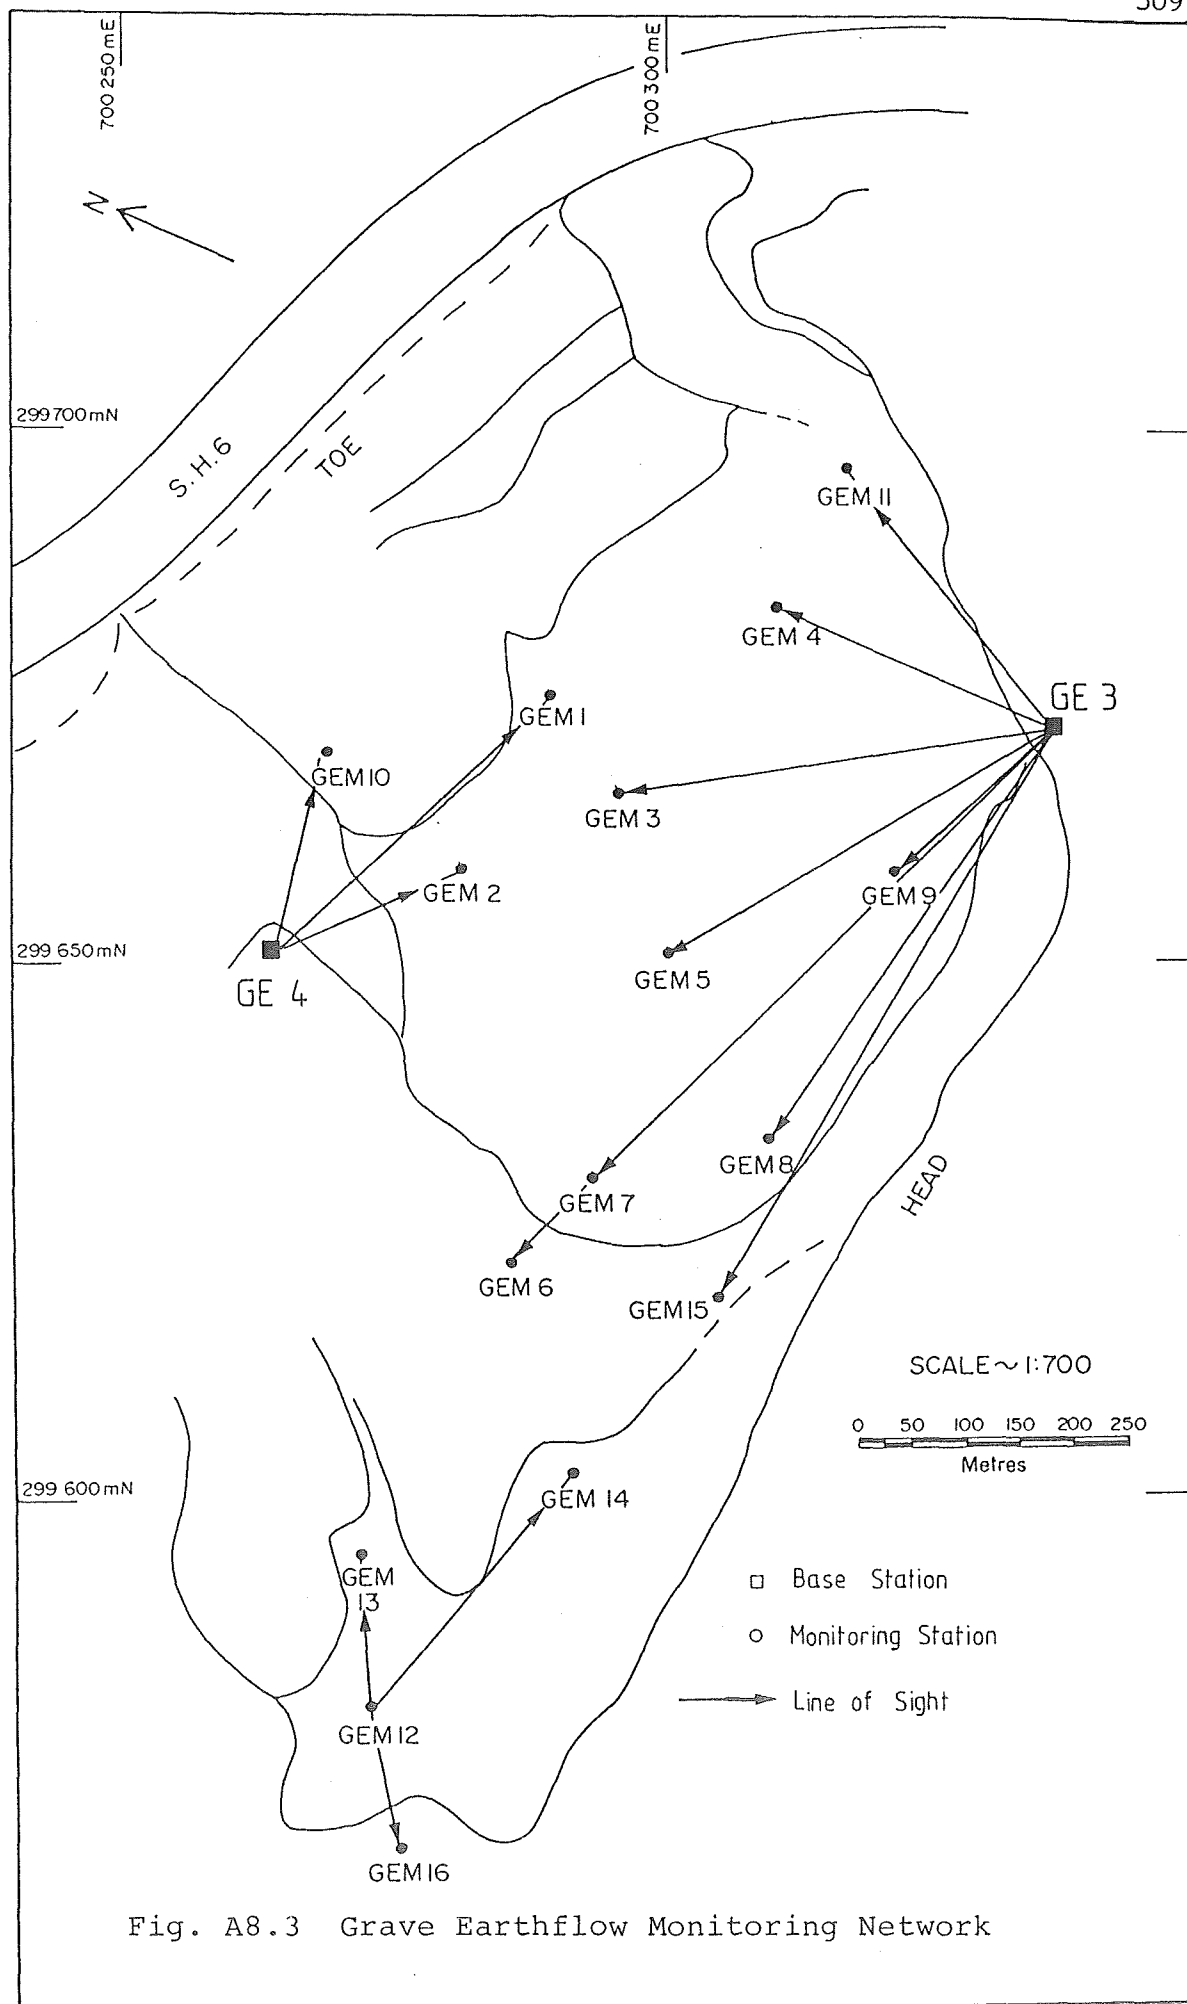 309
700 250 mE
700 300 mE
N
299 700 mN
S.H.6
TOE
GEM 11
GEM 4
GE 3
GEM 1
GEM 10
GEM 3
GEM 2
GEM 9
299 650 mN
GEM 5
GE 4
GEM 8
HEAD
GEM 7
GEM 6
GEM 15
SCALE ~ 1:700
0 50 100 150 200 250
Metres
299 600 mN
GEM 14
GEM
13
Base Station
Monitoring Station
Line of Sight
GEM 12
GEM 16
Fig. A8.3 Grave Earthflow Monitoring Network